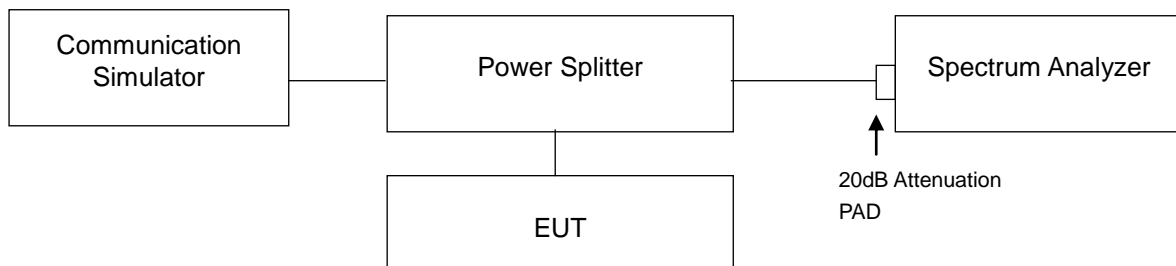 Communication
Simulator
Power Splitter
Spectrum Analyzer
20dB Attenuation
PAD
EUT